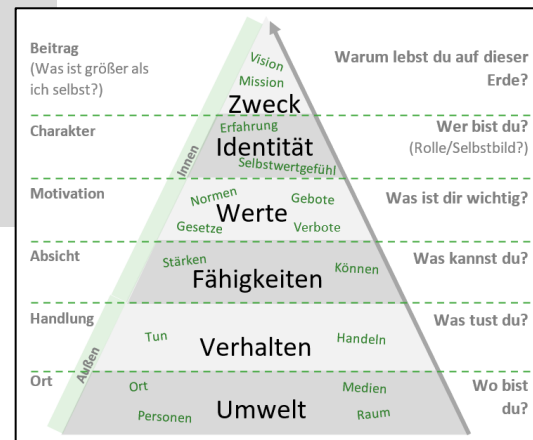 Beitrag
(Was ist größer als
ich selbst?)
Vision
Mission
Zweck
Warum lebst du auf dieser
Erde?
Charakter
Erfahrung
Identität
Selbstwertgefühl
Innen
Wer bist du?
(Rolle/Selbstbild?)
Motivation
Normen
Gebote
Werte
Gesetze
Verbote
Was ist dir wichtig?
Absicht
Stärken
Können
Fähigkeiten
Was kannst du?
Handlung
Tun
Handeln
Verhalten
Was tust du?
Außen
Ort
Ort
Medien
Umwelt
Personen
Raum
Wo bist
du?